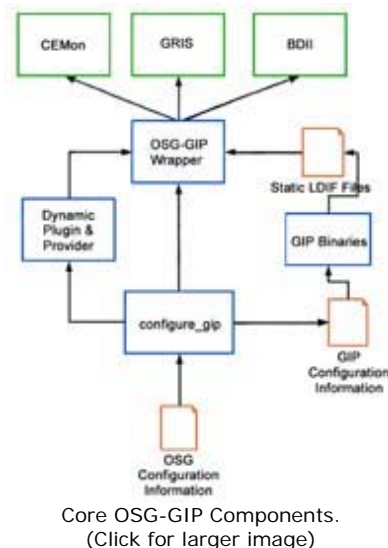 CEMon
GRIS
BDII
OSG-GIP
Wrapper
Static LDIF Files
Dynamic
Plugin &
Provider
GIP Binaries
configure_gip
GIP
Configuration
Information
OSG
Configuration
Information
Core OSG-GIP Components.
(Click for larger image)